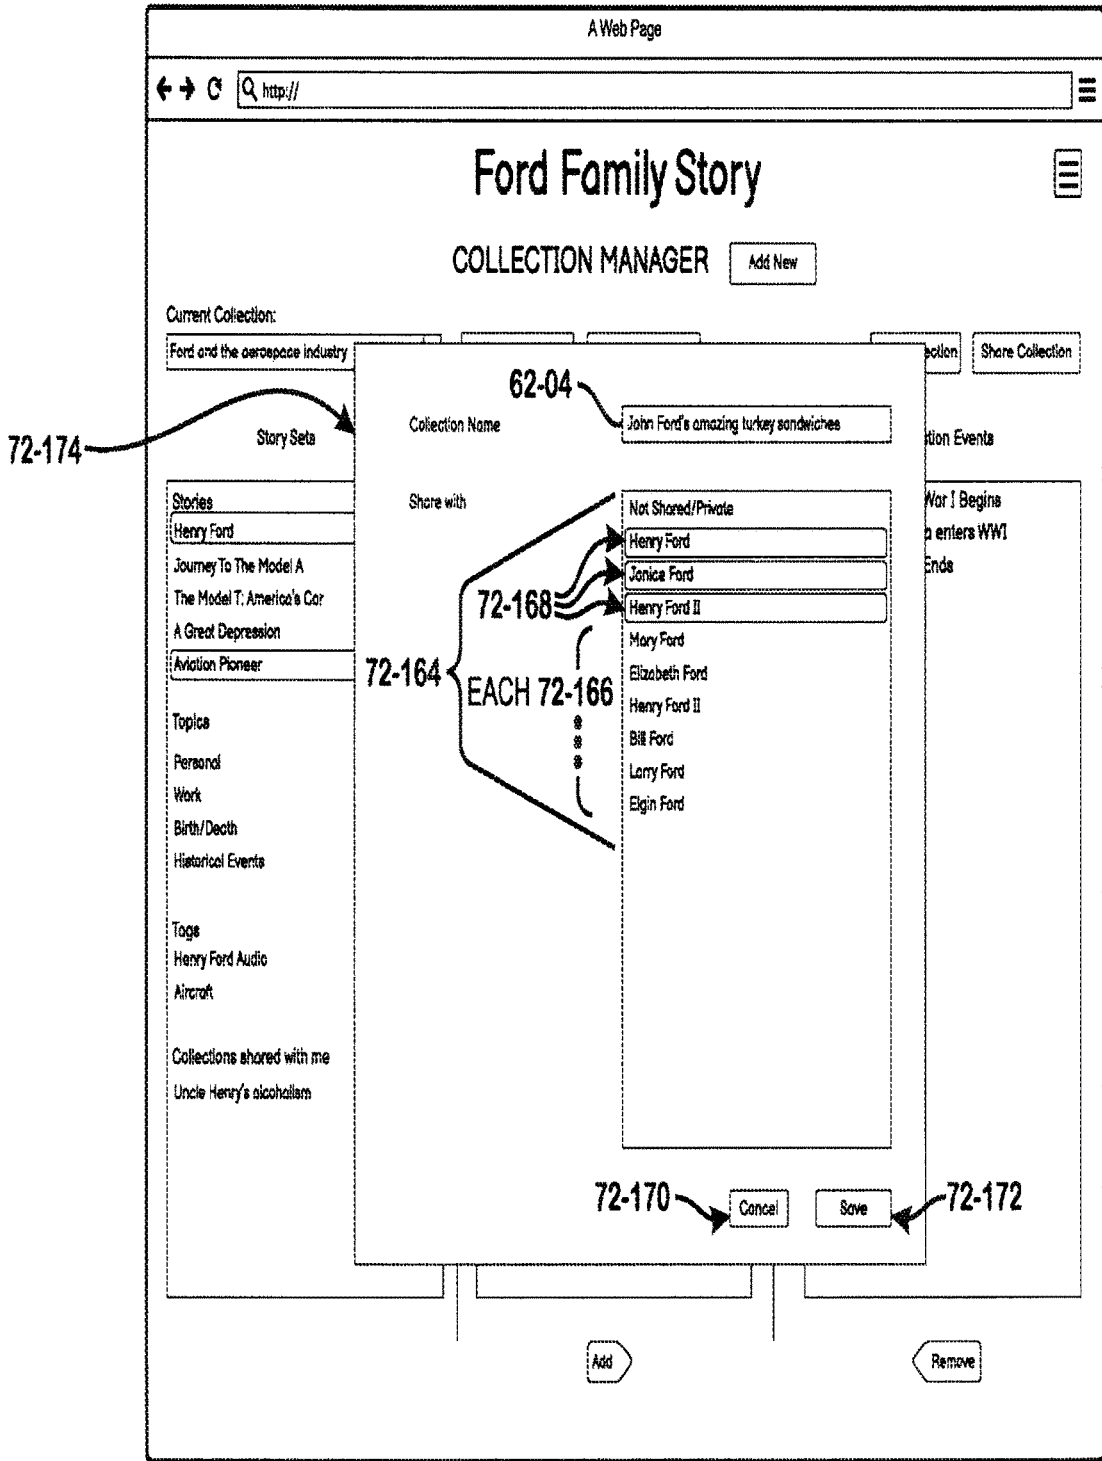 A Web Page
http://
Ford Family Story
COLLECTION MANAGER
Add New
Current Collection:
Ford and the aerospace industry
ection
Share Collection
62-04
Collection Name
John Ford's amazing turkey sandwiches
72-174
Story Sets
tion Events
Share with
Stories
Henry Ford
Journey To The Model A
The Model T: America's Car
A Great Depression
Aviation Pioneer
Topics
Personal
Work
Birth/Death
Historical Events
Tags
Henry Ford Audio
Aircraft
Collections shared with me
Uncle Henry's alcoholism
72-164
72-168
EACH 72-166
Not Shared/Private
Henry Ford
Janice Ford
Henry Ford II
Mary Ford
Elizabeth Ford
Henry Ford II
Bill Ford
Larry Ford
Elgin Ford
War I Begins
a enters WWI
Ends
72-170
Cancel
Save
72-172
Add
Remove